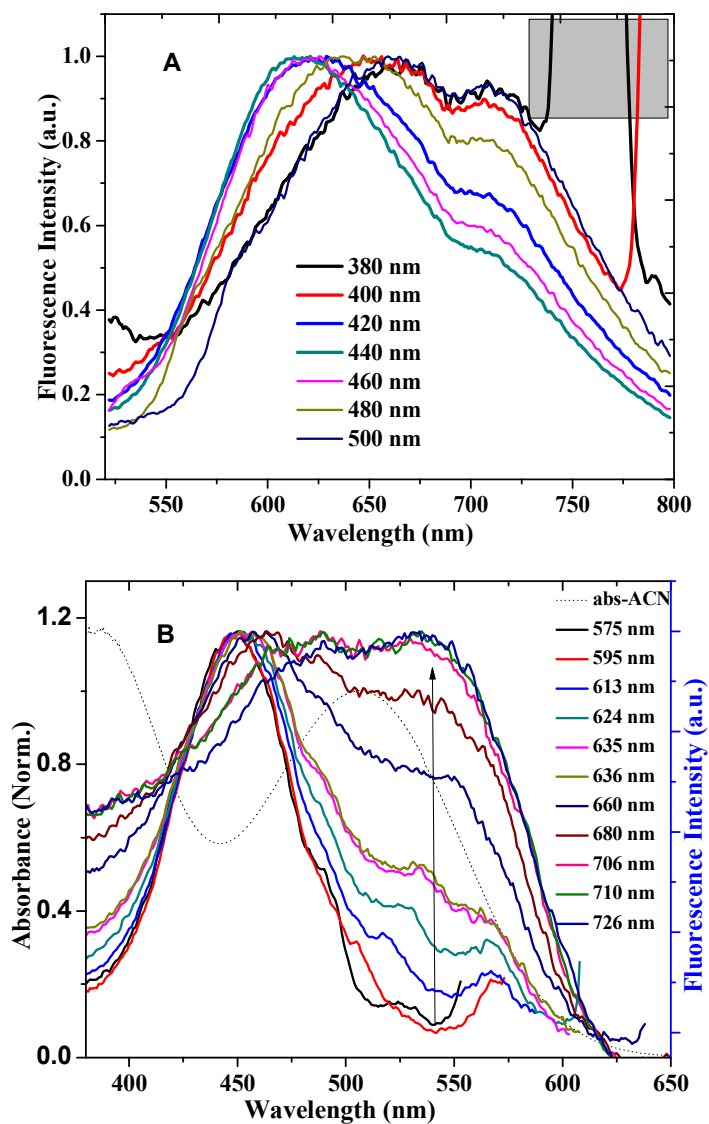 A
1.0
0.8
0.6
0.4
0.2
0.0
Fluorescence Intensity (a.u.)
380 nm
400 nm
420 nm
440 nm
460 nm
480 nm
500 nm
550 600 650 700 750 800
Wavelength (nm)
B
1.2
0.8
0.4
0.0
Absorbance (Norm.)
Fluorescence Intensity (a.u.)
abs-ACN
575 nm
595 nm
613 nm
624 nm
635 nm
636 nm
660 nm
680 nm
706 nm
710 nm
726 nm
400 450 500 550 600 650
Wavelength (nm)